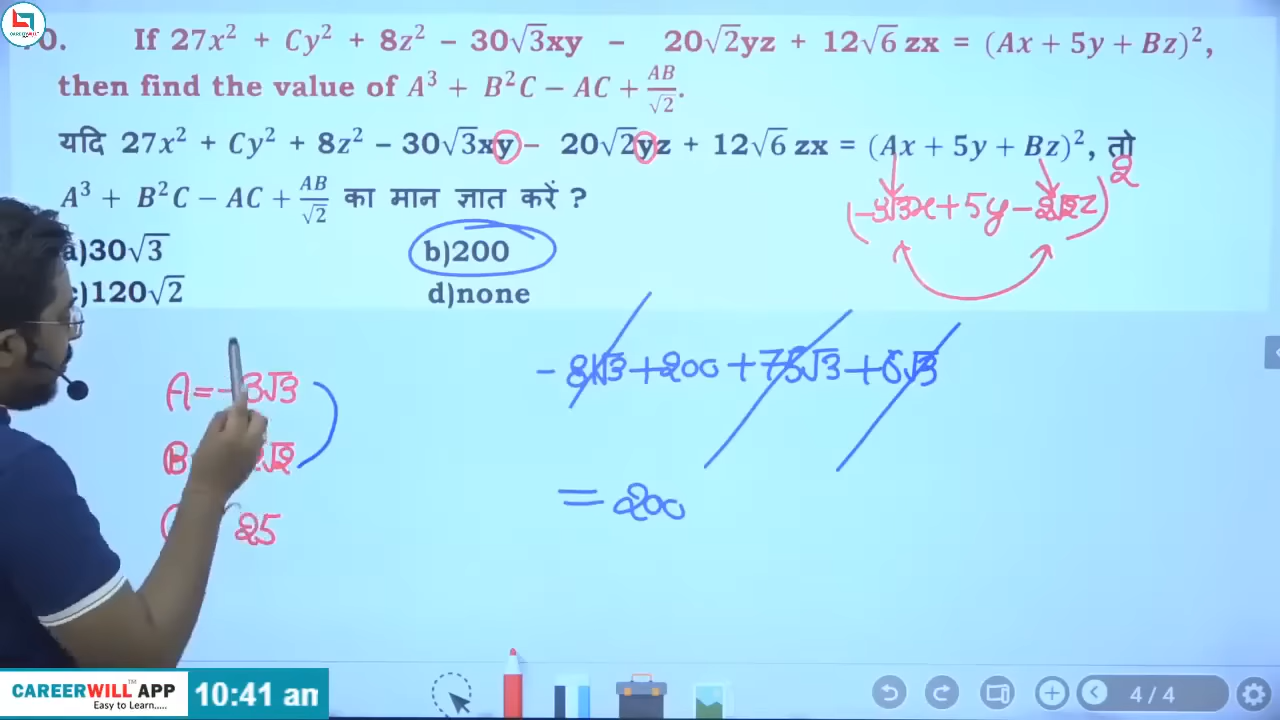 CAREERWILL
0. If 27x² + Cy² + 8z² − 30√3xy − 20√2yz + 12√6 zx = (Ax + 5y + Bz)²,
then find the value of A³ + B²C − AC + AB/√2.
यदि 27x² + Cy² + 8z² − 30√3xy − 20√2yz + 12√6 zx = (Ax + 5y + Bz)², तो
A³ + B²C − AC + AB/√2 का मान ज्ञात करें ?
(-3√3x+5y-2√2z)²
a)30√3 b)200
c)120√2 d)none
-81√3+200+75√3+6√3
A=-3√3
B 2√2
=200
25
CAREERWILL™ APP
Easy to Learn.....
10:41 am
4 / 4